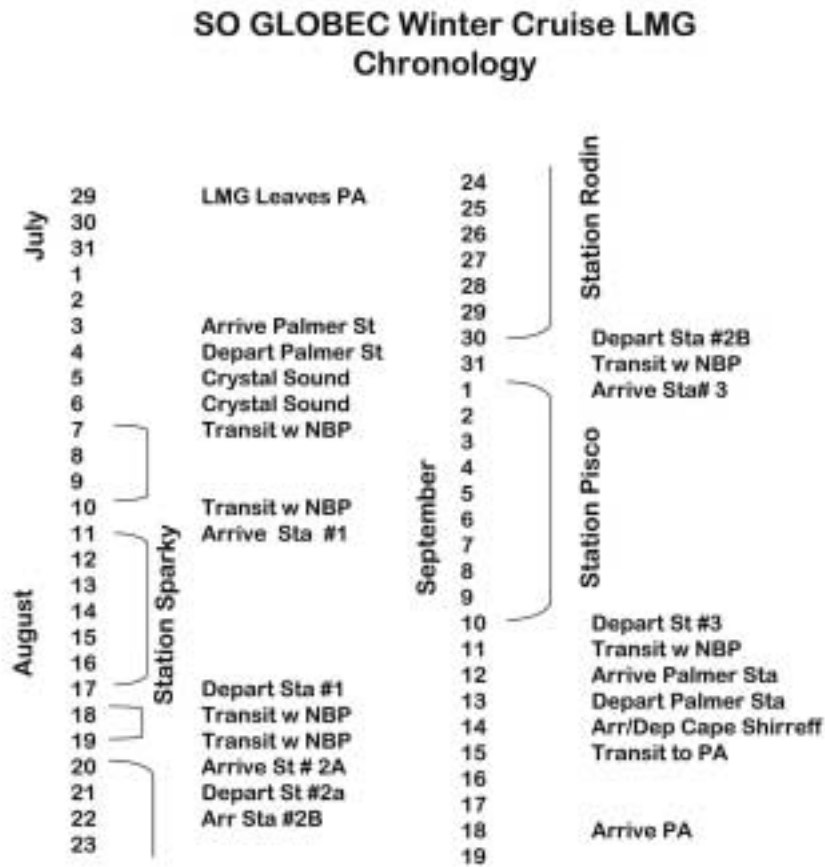 SO GLOBEC Winter Cruise LMG
Chronology
July
29 LMG Leaves PA
30
31
August
1
2
3 Arrive Palmer St
4 Depart Palmer St
5 Crystal Sound
6 Crystal Sound
7 Transit w NBP
8
9
10 Transit w NBP
Station Sparky
11 Arrive Sta #1
12
13
14
15
16
17 Depart Sta #1
18 Transit w NBP
19 Transit w NBP
20 Arrive St # 2A
21 Depart St #2a
22 Arr Sta #2B
23
Station Rodin
24
25
26
27
28
29
30 Depart Sta #2B
31 Transit w NBP
September
Station Pisco
1 Arrive Sta# 3
2
3
4
5
6
7
8
9
10 Depart St #3
11 Transit w NBP
12 Arrive Palmer Sta
13 Depart Palmer Sta
14 Arr/Dep Cape Shirreff
15 Transit to PA
16
17
18 Arrive PA
19